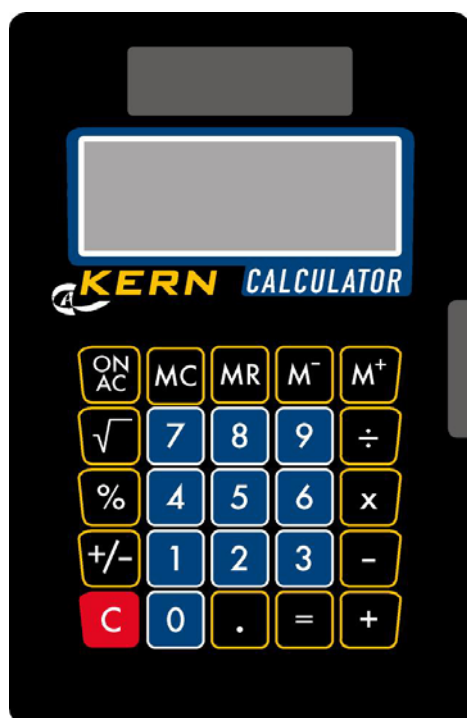 KERN CALCULATOR
ON AC MC MR M⁻ M⁺
√ 7 8 9 ÷
% 4 5 6 x
+/- 1 2 3 -
C 0 . = +